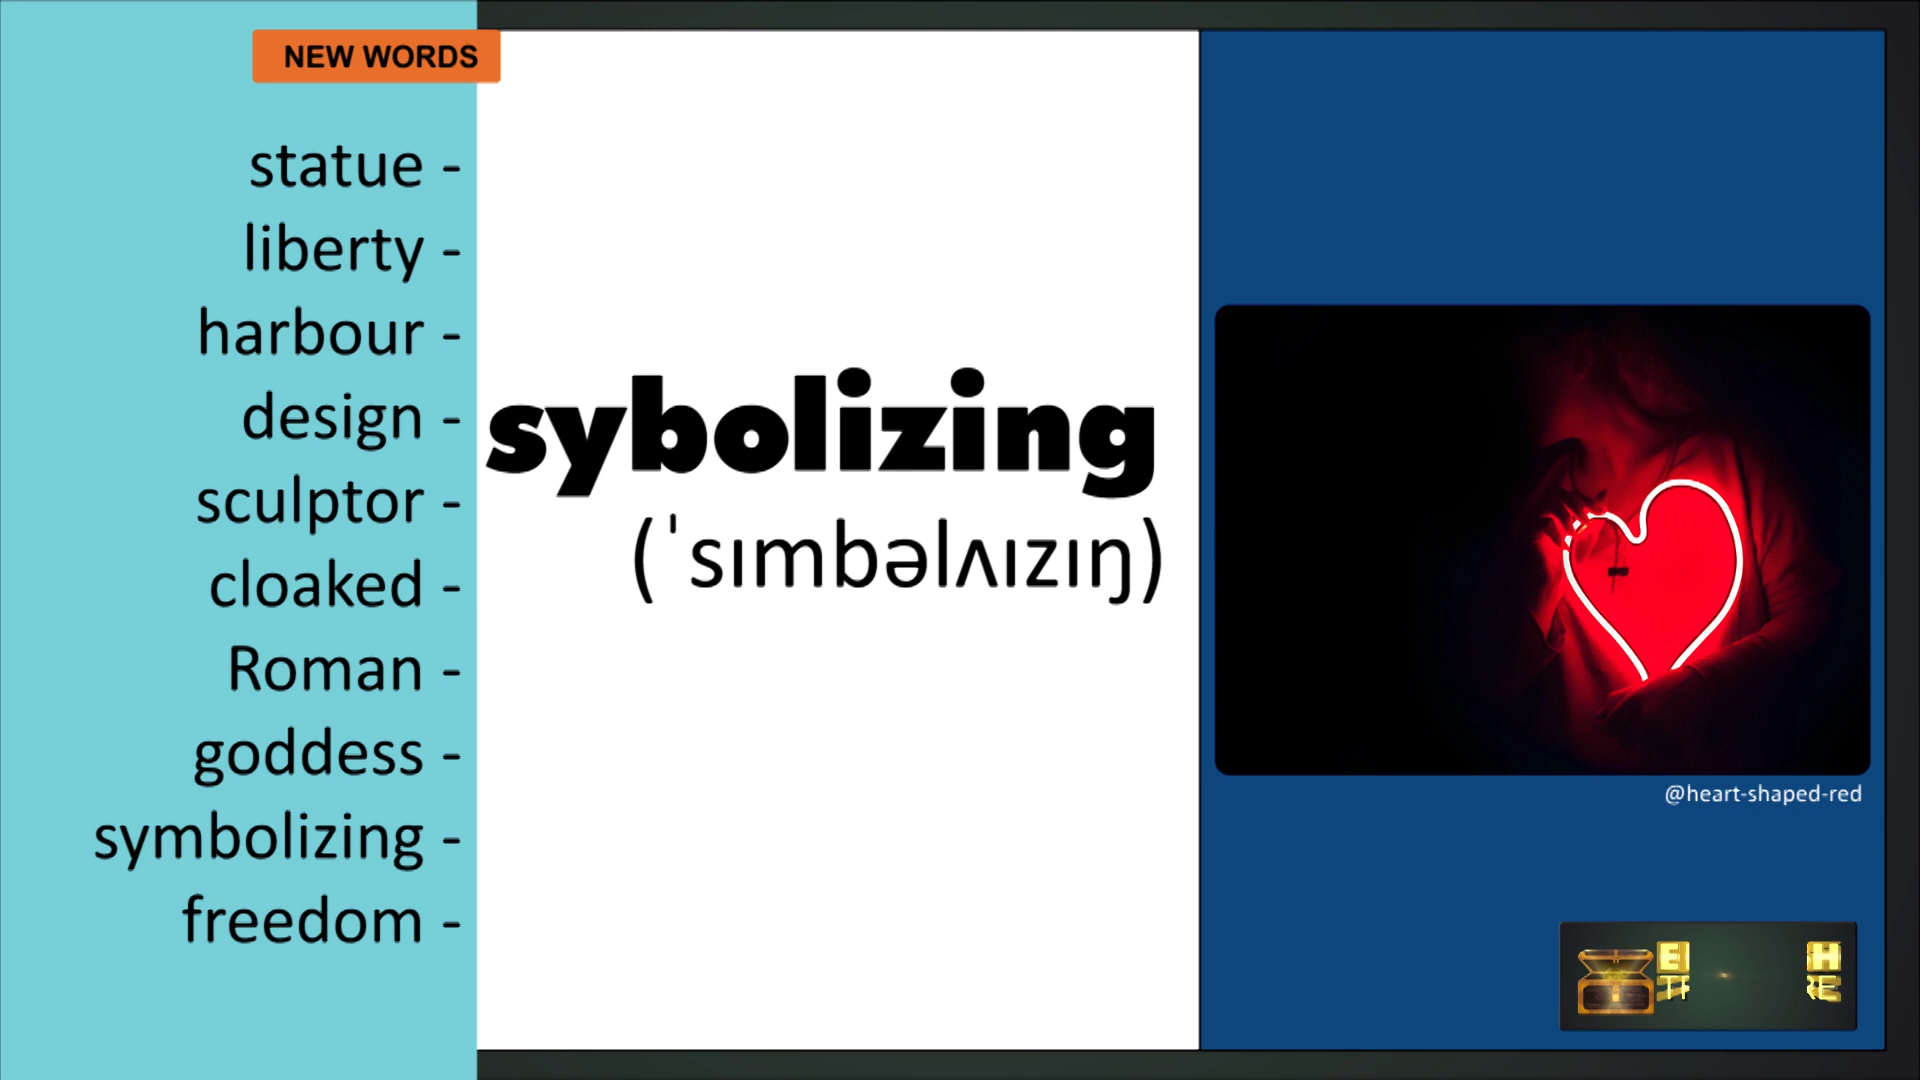 NEW WORDS
statue -
liberty -
harbour -
design -
sculptor -
cloaked -
Roman -
goddess -
symbolizing -
freedom -
sybolizing
(ˈsɪmbəlʌɪzɪŋ)
@heart-shaped-red